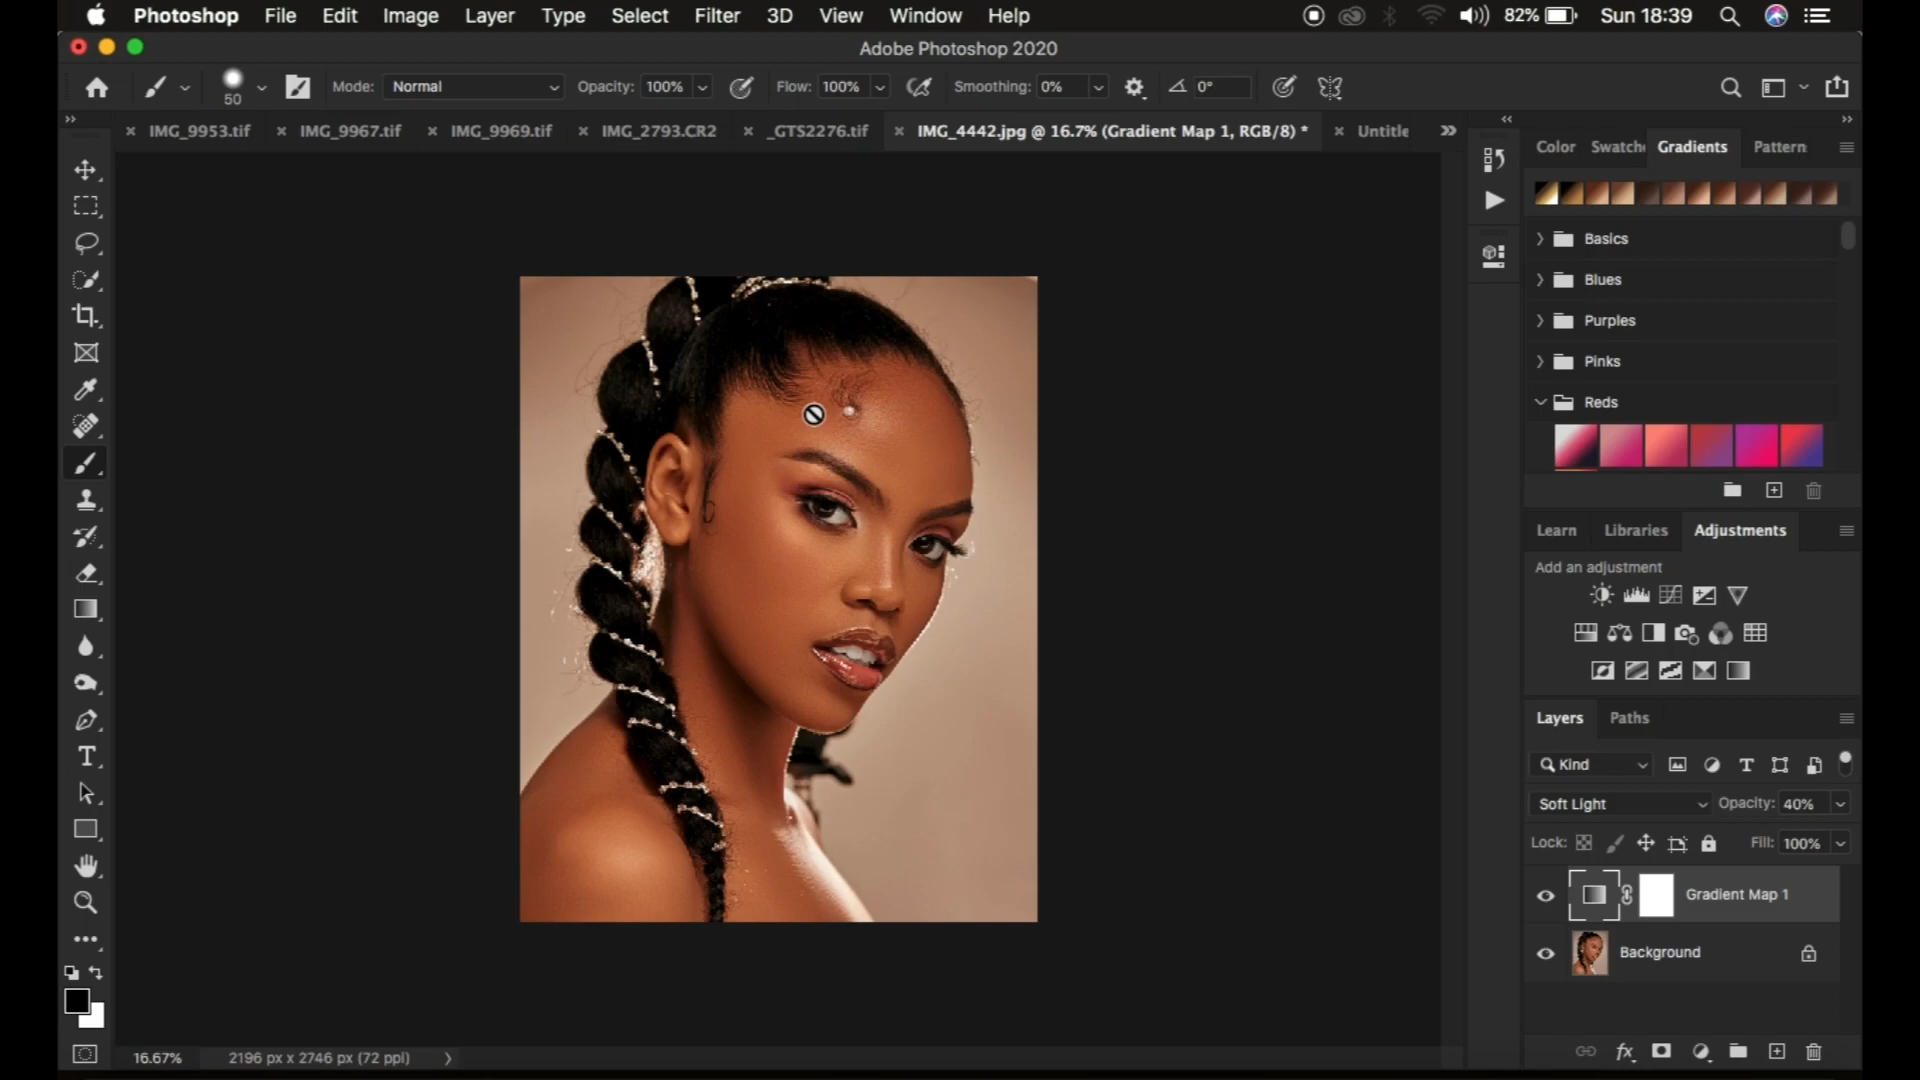 Photoshop File Edit Image Layer Type Select Filter 3D View Window Help 82% Sun 18:39
Adobe Photoshop 2020
50 Mode: Normal Opacity: 100% Flow: 100% Smoothing: 0% 0°
IMG_9953.tif IMG_9967.tif IMG_9969.tif IMG_2793.CR2 _GTS2276.tif IMG_4442.jpg @ 16.7% (Gradient Map 1, RGB/8) * Untitle
Color Swatche Gradients Pattern
Basics
Blues
Purples
Pinks
Reds
Learn Libraries Adjustments
Add an adjustment
Layers Paths
Kind
Soft Light Opacity: 40%
Lock: Fill: 100%
Gradient Map 1
Background
16.67% 2196 px x 2746 px (72 ppi)
fx